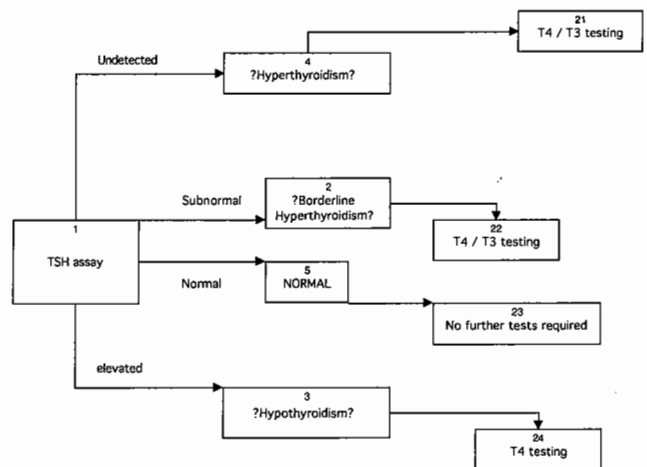 21
T4 / T3 testing
Undetected
4
?Hyperthyroidism?
Subnormal
2
?Borderline
Hyperthyroidism?
1
TSH assay
22
T4 / T3 testing
Normal
5
NORMAL
23
No further tests required
elevated
3
?Hypothyroidism?
24
T4 testing